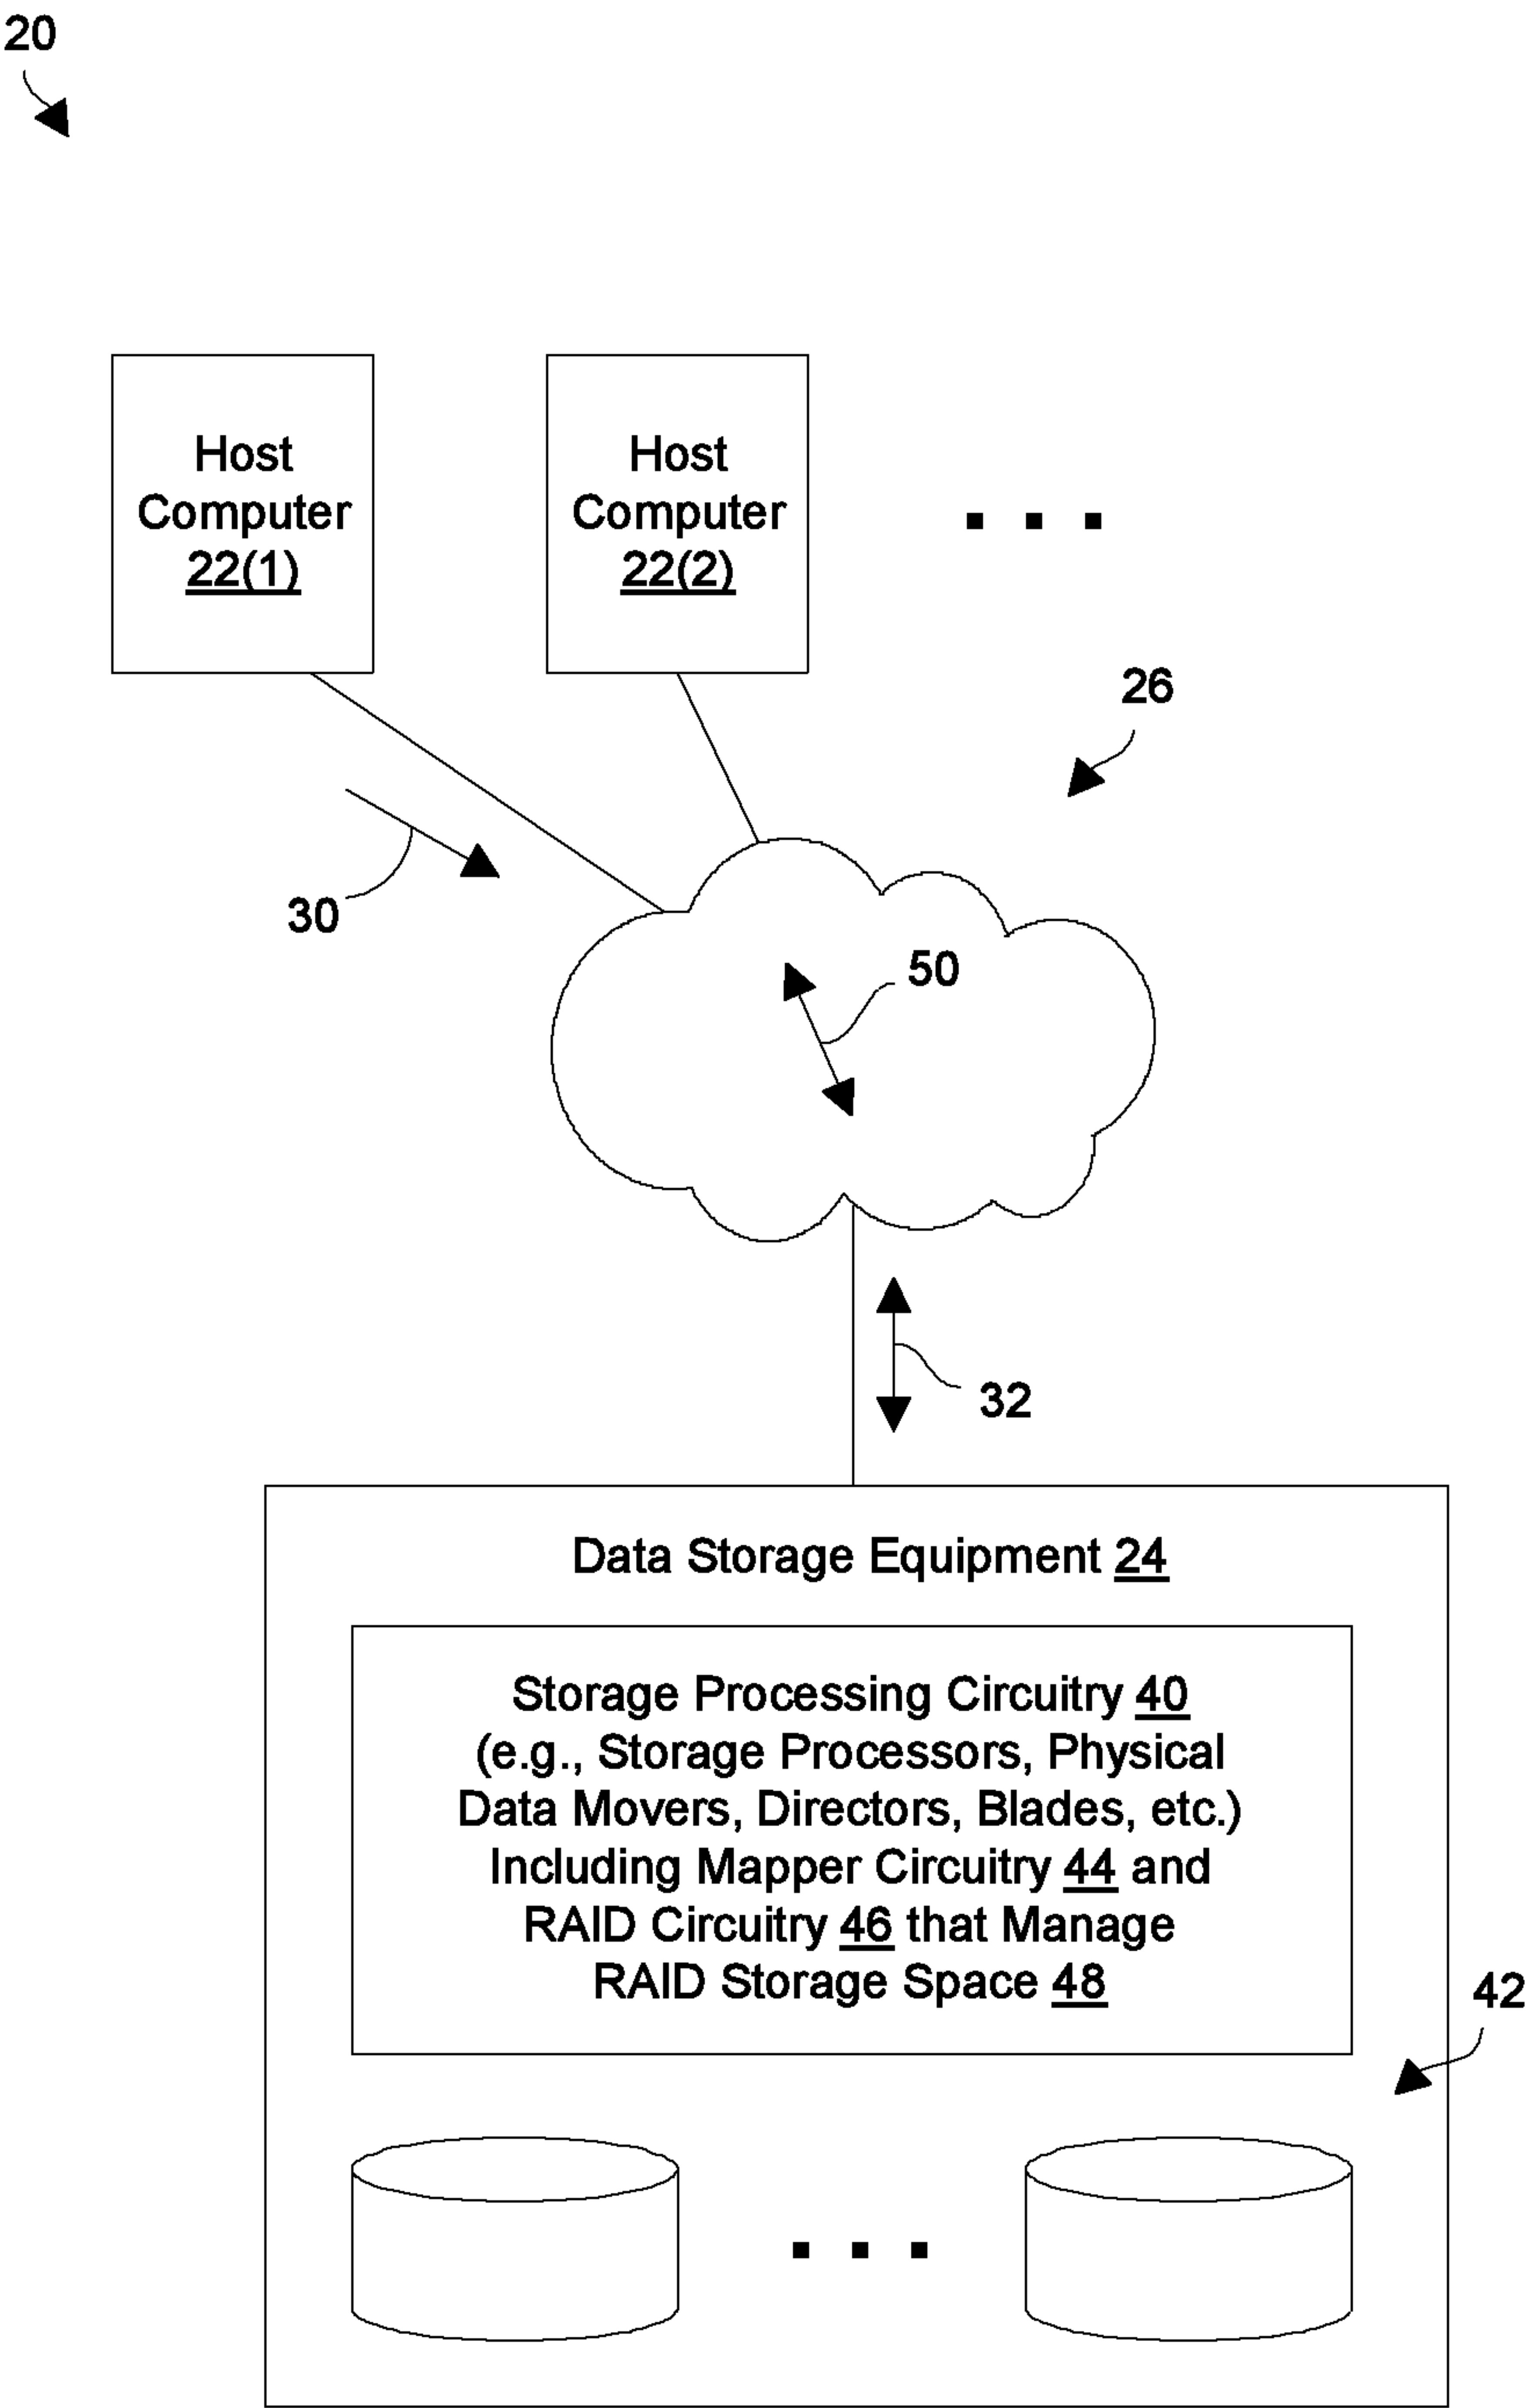 20
Host
Computer
22(1)
Host
Computer
22(2)
26
30
50
32
Data Storage Equipment 24
Storage Processing Circuitry 40
(e.g., Storage Processors, Physical
Data Movers, Directors, Blades, etc.)
Including Mapper Circuitry 44 and
RAID Circuitry 46 that Manage
RAID Storage Space 48
42